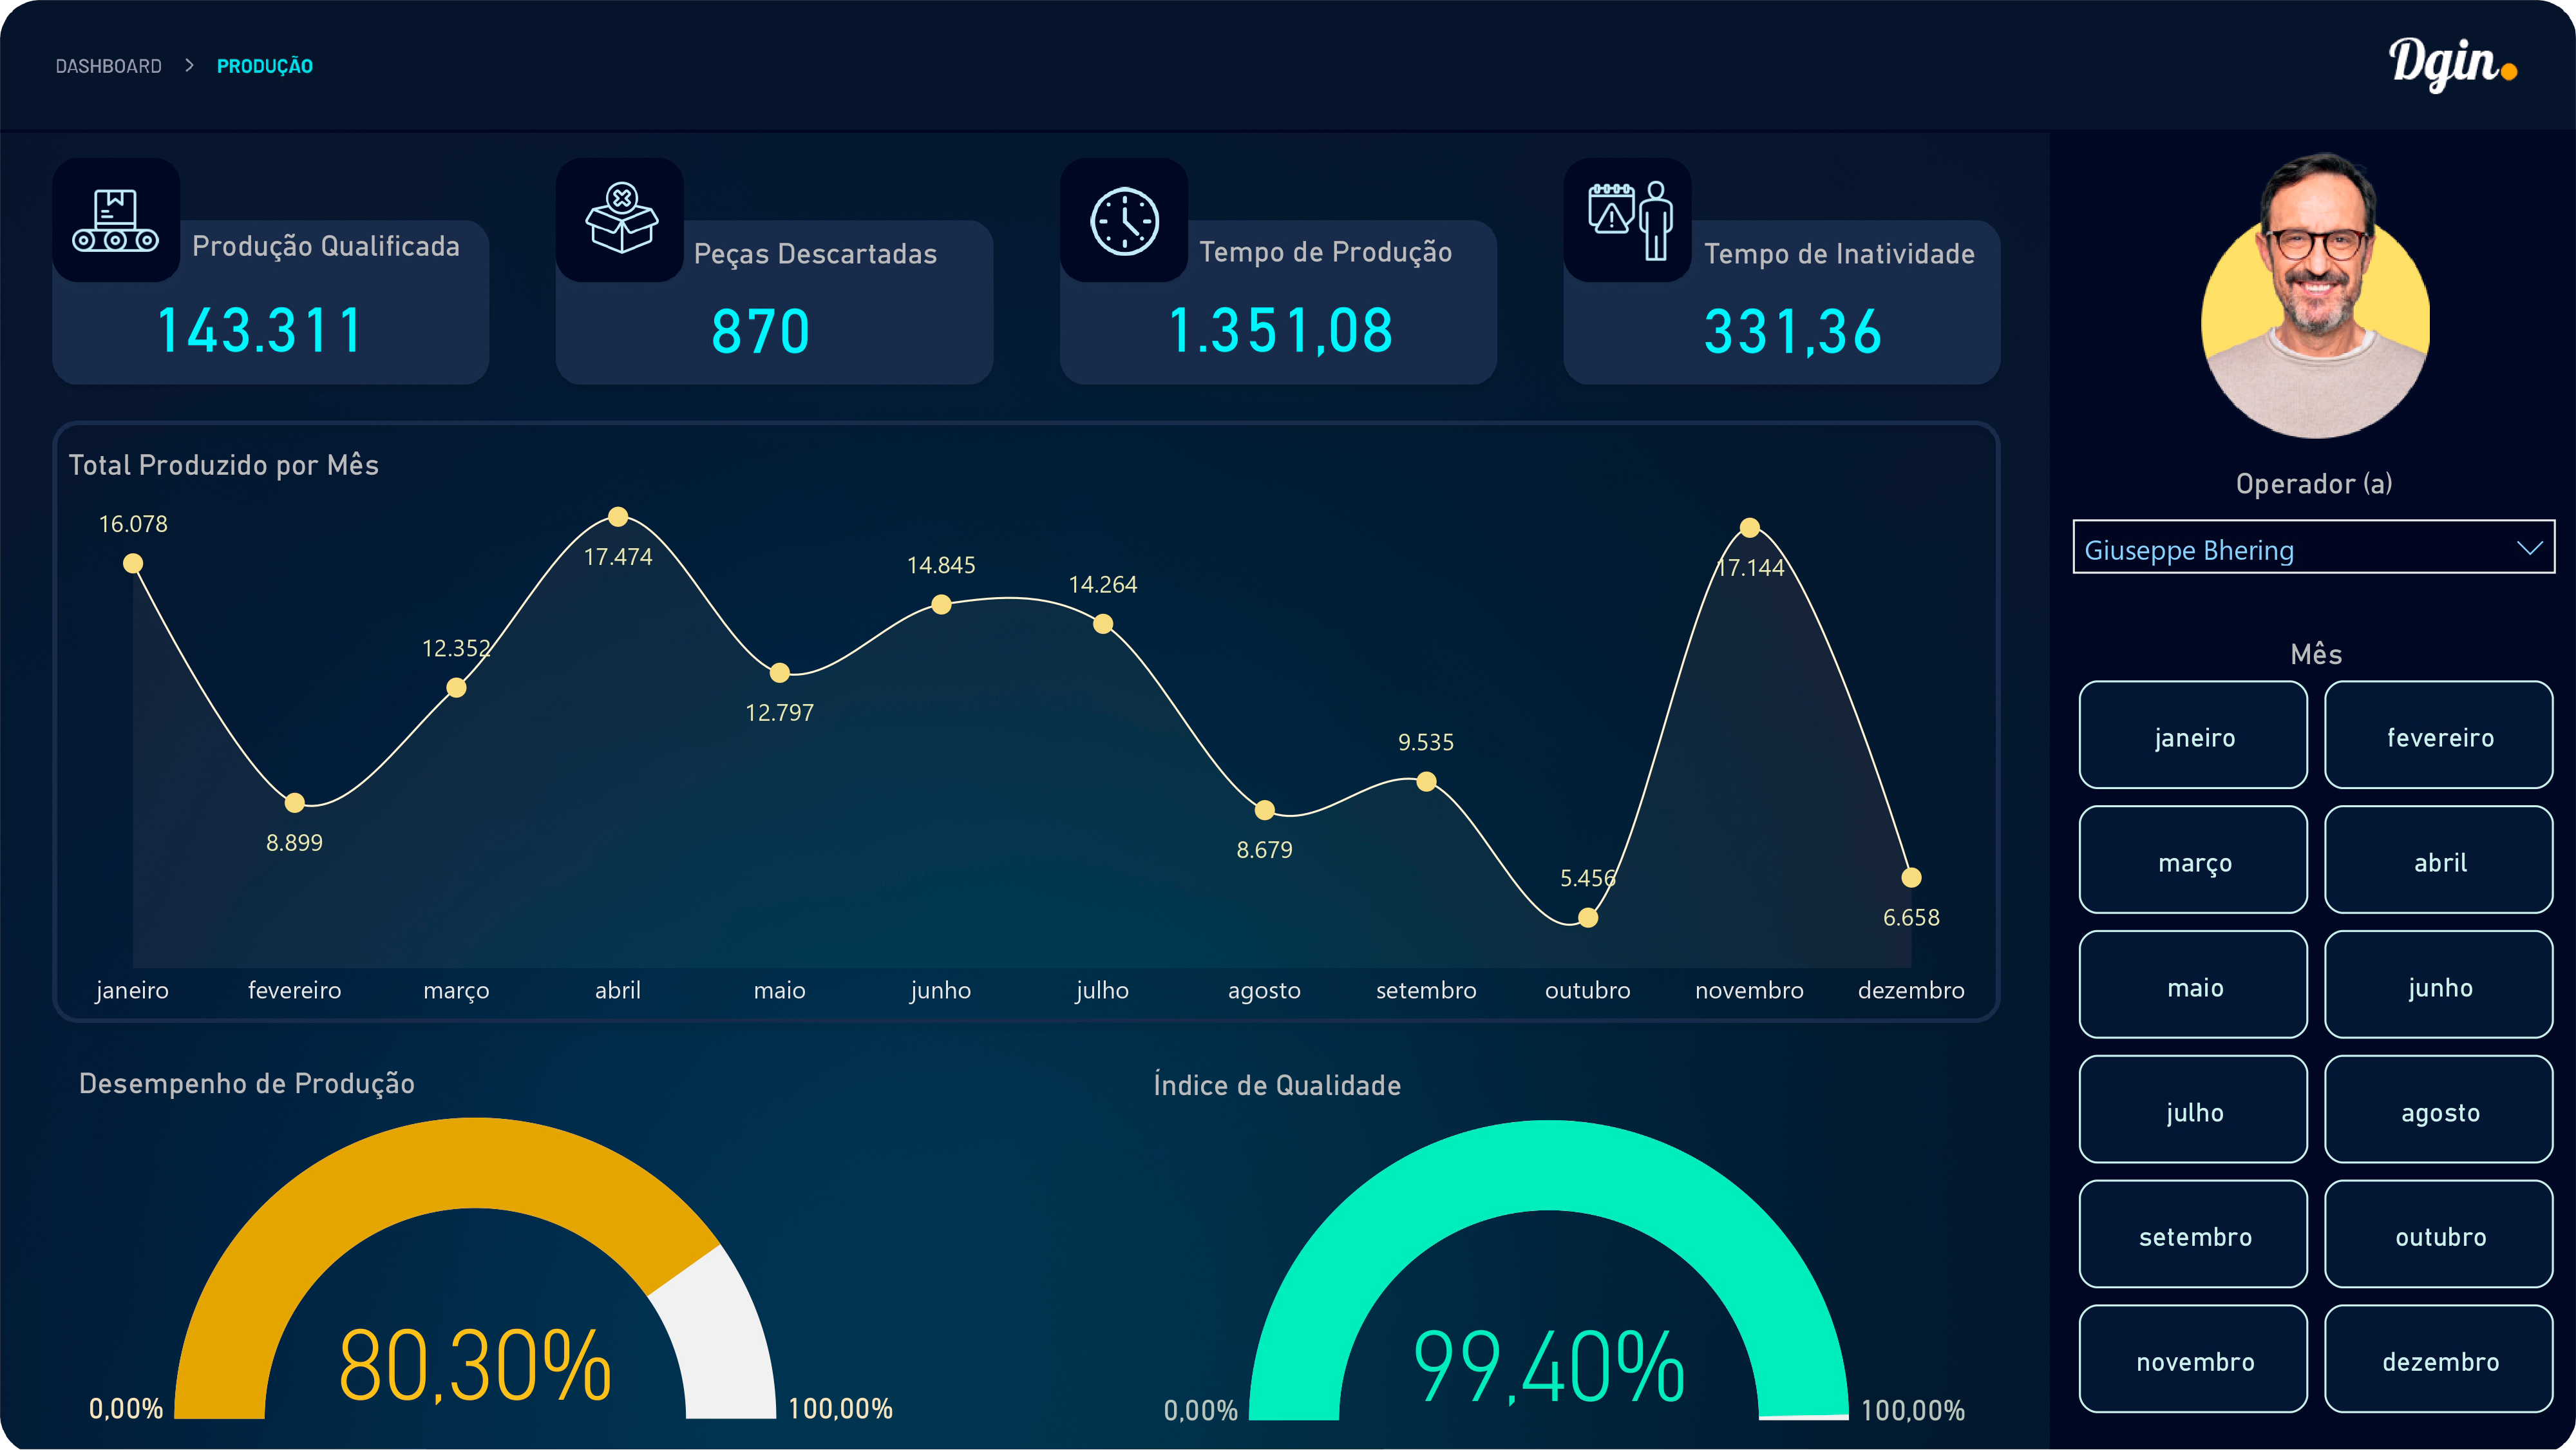 DASHBOARD > PRODUÇÃO
Dgin.
Produção Qualificada
143.311
Peças Descartadas
870
Tempo de Produção
1.351,08
Tempo de Inatividade
331,36
Total Produzido por Mês
16.078
8.899
12.352
17.474
12.797
14.845
14.264
8.679
9.535
5.456
17.144
6.658
janeiro fevereiro março abril maio junho julho agosto setembro outubro novembro dezembro
Desempenho de Produção
80,30%
0,00% 100,00%
Índice de Qualidade
99,40%
0,00% 100,00%
Operador (a)
Giuseppe Bhering
Mês
janeiro fevereiro
março abril
maio junho
julho agosto
setembro outubro
novembro dezembro